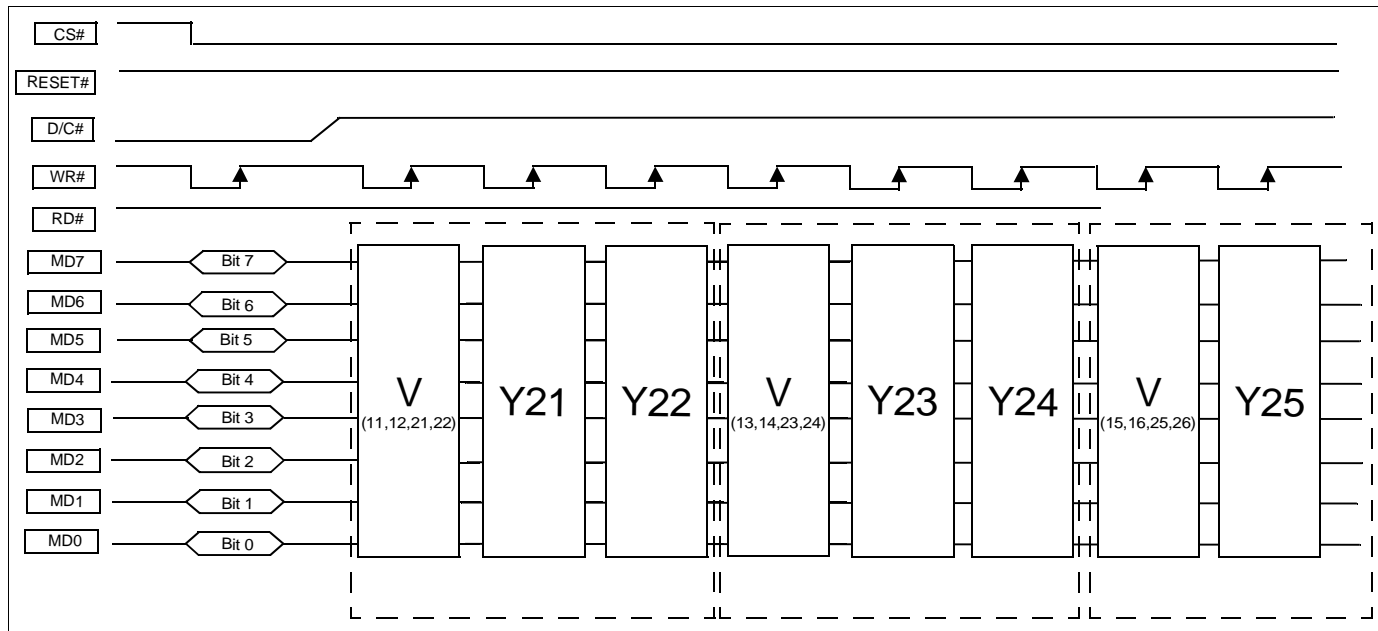 CS#
RESET#
D/C#
WR#
RD#
MD7 Bit 7
MD6 Bit 6
MD5 Bit 5
MD4 Bit 4
MD3 Bit 3
MD2 Bit 2
MD1 Bit 1
MD0 Bit 0
V
(11,12,21,22)
Y21
Y22
V
(13,14,23,24)
Y23
Y24
V
(15,16,25,26)
Y25